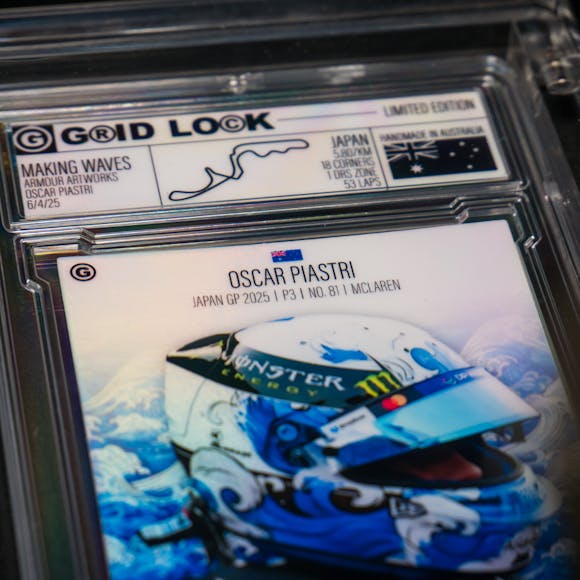 G GRID LOCK
LIMITED EDITION
MAKING WAVES
ARMOUR ARTWORKS
OSCAR PIASTRI
6/4/25
JAPAN
5.807KM
18 CORNERS
1 DRS ZONE
53 LAPS
HANDMADE IN AUSTRALIA
G
OSCAR PIASTRI
JAPAN GP 2025 | P3 | NO. 81 | MCLAREN
MONSTER
ENERGY
mastercard